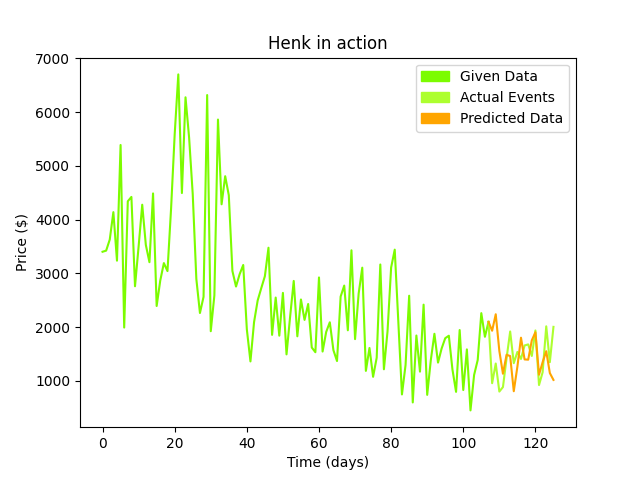 Henk in action
Given Data
Actual Events
Predicted Data
Price ($)
7000
6000
5000
4000
3000
2000
1000
0 20 40 60 80 100 120
Time (days)